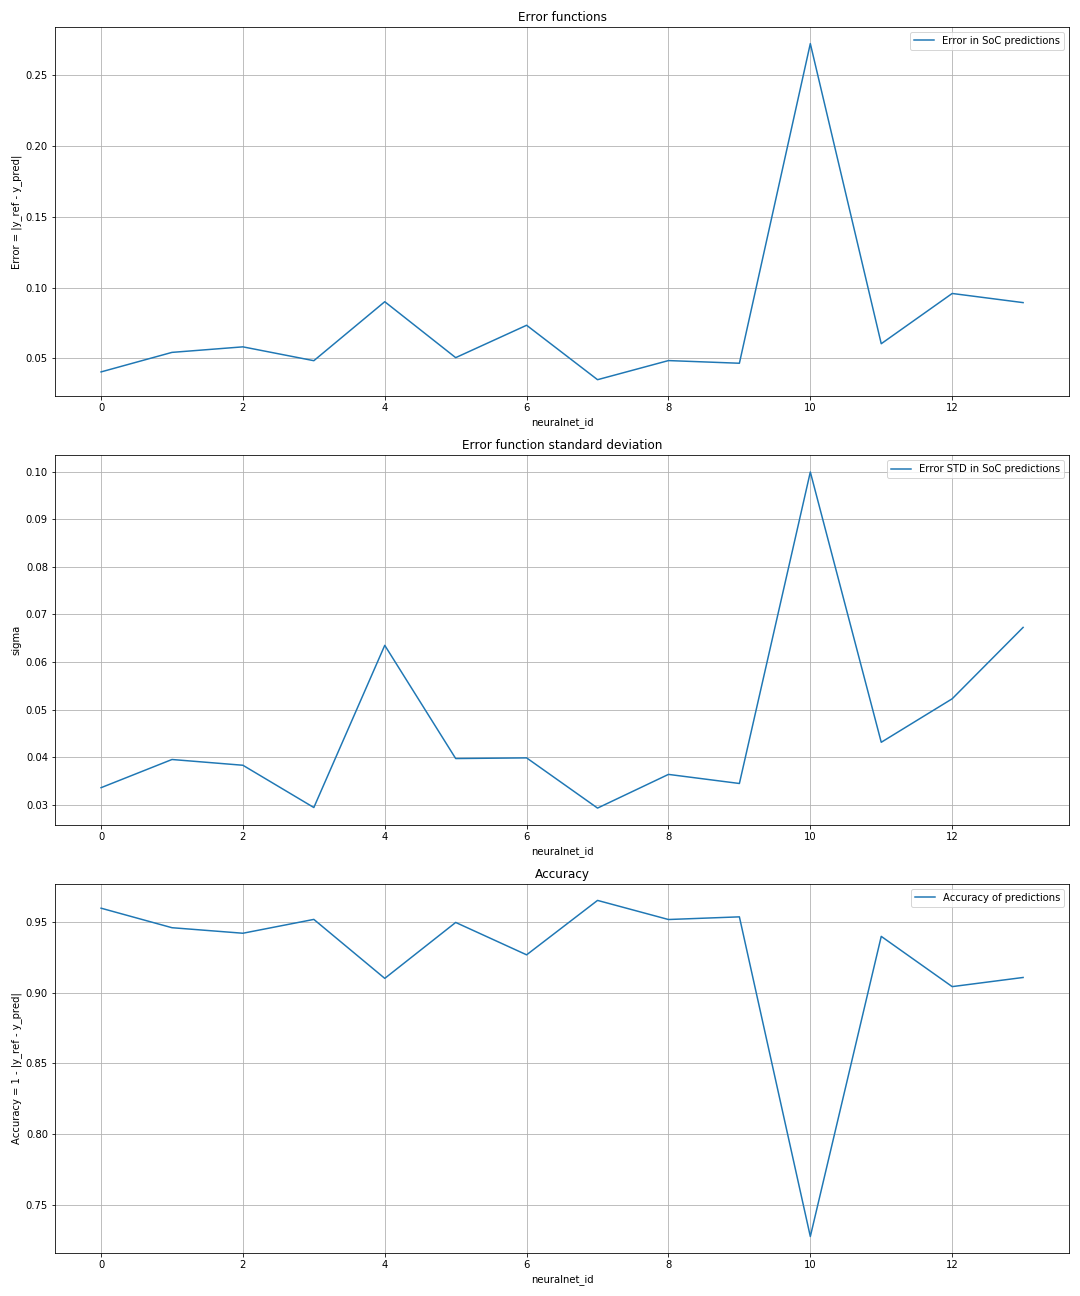 Error functions
Error in SoC predictions
0.25
0.20
0.15
0.10
0.05
Error = |y_ref - y_pred|
0 2 4 6 8 10 12
neuralnet_id
Error function standard deviation
Error STD in SoC predictions
0.10
0.09
0.08
0.07
0.06
0.05
0.04
0.03
sigma
0 2 4 6 8 10 12
neuralnet_id
Accuracy
Accuracy of predictions
0.95
0.90
0.85
0.80
0.75
Accuracy = 1 - |y_ref - y_pred|
0 2 4 6 8 10 12
neuralnet_id